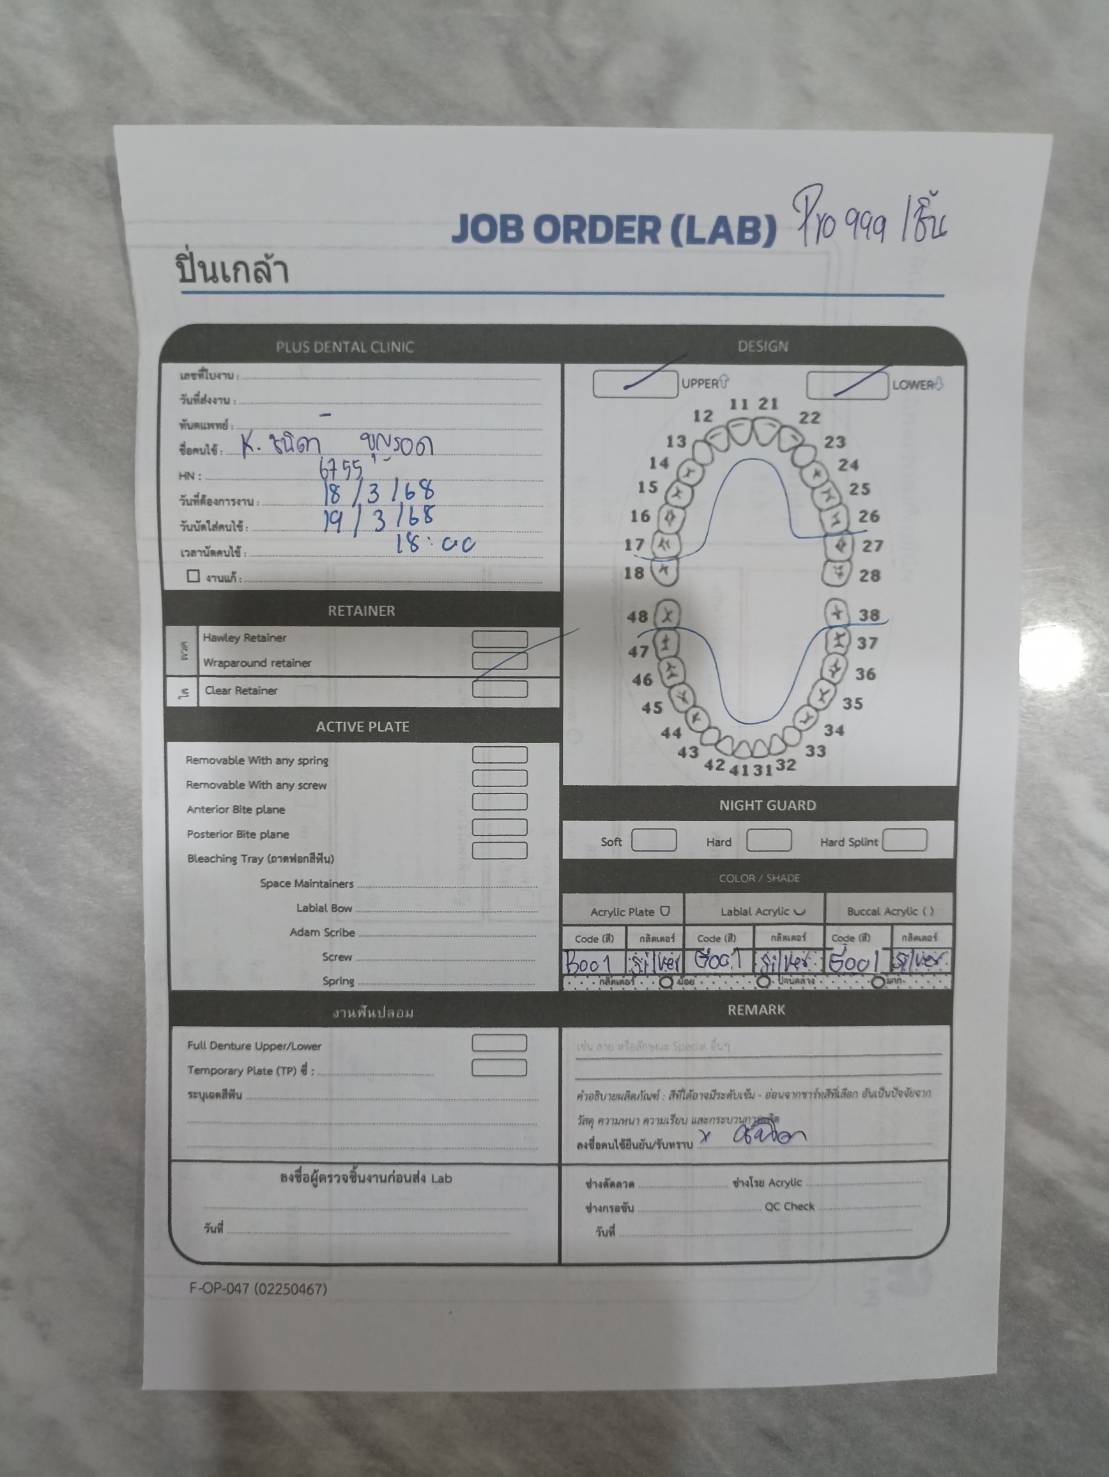 JOB ORDER (LAB) Pro 999 /ชิ้น
ปิ่นเกล้า
PLUS DENTAL CLINIC
เลขที่ใบงาน :
วันที่ส่งงาน :
ทันตแพทย์ : -
ชื่อคนไข้ : K. ชนิดา บุญรอด
HN : 6755
วันที่ต้องการงาน : 18/3/68
วันนัดใส่คนไข้ : 19/3/68
เวลานัดคนไข้ : 18:00
งานแก้ :
RETAINER
ลวด
Hawley Retainer
Wraparound retainer
ใส
Clear Retainer
ACTIVE PLATE
Removable With any spring
Removable With any screw
Anterior Bite plane
Posterior Bite plane
Bleaching Tray (ถาดฟอกสีฟัน)
Space Maintainers
Labial Bow
Adam Scribe
Screw
Spring
DESIGN
UPPER LOWER
11 21
12 22
13 23
14 24
15 25
16 26
17 27
18 28
48 38
47 37
46 36
45 35
44 34
43 33
42 41 31 32
NIGHT GUARD
Soft Hard Hard Splint
COLOR / SHADE
Acrylic Plate Labial Acrylic Buccal Acrylic ( )
Code (สี) กลิตเตอร์ Code (สี) กลิตเตอร์ Code (สี) กลิตเตอร์
Silver Silver Silver
กลิตเตอร์ น้อย ปานกลาง มาก
งานฟันปลอม
Full Denture Upper/Lower
Temporary Plate (TP) ซี่ :
ระบุเฉดสีฟัน
REMARK
เช่น ลาย หรือลักษณะ Special อื่นๆ
คำอธิบายผลิตภัณฑ์ : สีที่ได้อาจมีระดับเข้ม - อ่อนจากชาร์ทสีที่เลือก อันเป็นปัจจัยจาก
วัสดุ ความหนา ความเรียบ และกระบวนการผลิต
ลงชื่อคนไข้ยืนยัน/รับทราบ x ชนิดา
ลงชื่อผู้ตรวจชิ้นงานก่อนส่ง Lab
วันที่
ช่างดัดลวด ช่างโรย Acrylic
ช่างกรอขัด QC Check
วันที่
F-OP-047 (02250467)